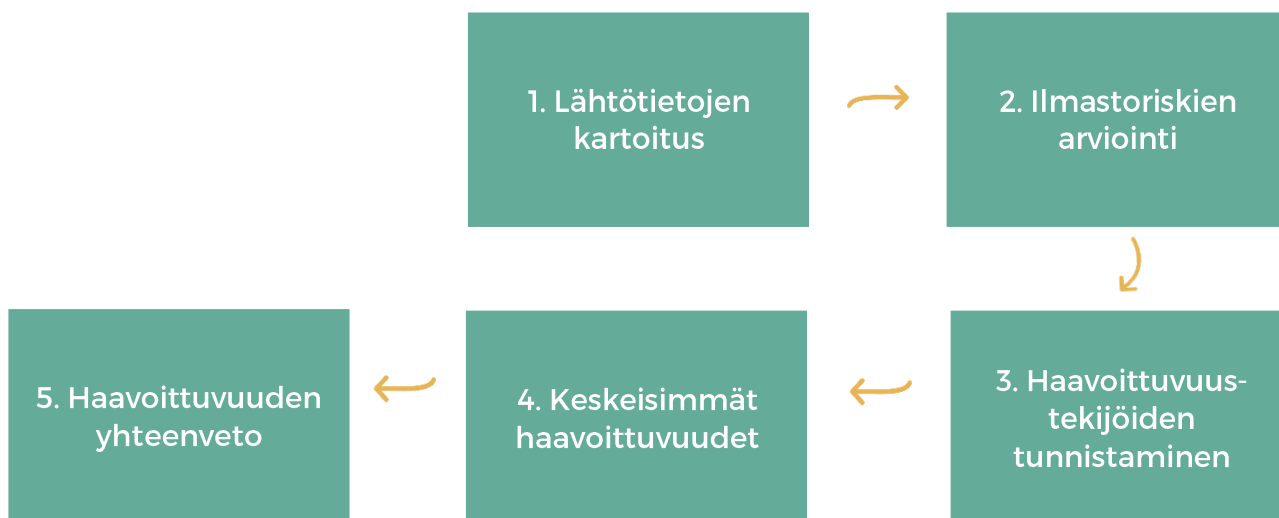 1. Lähtötietojen
kartoitus
2. Ilmastoriskien
arviointi
3. Haavoittuvuus-
tekijöiden
tunnistaminen
4. Keskeisimmät
haavoittuvuudet
5. Haavoittuvuuden
yhteenveto